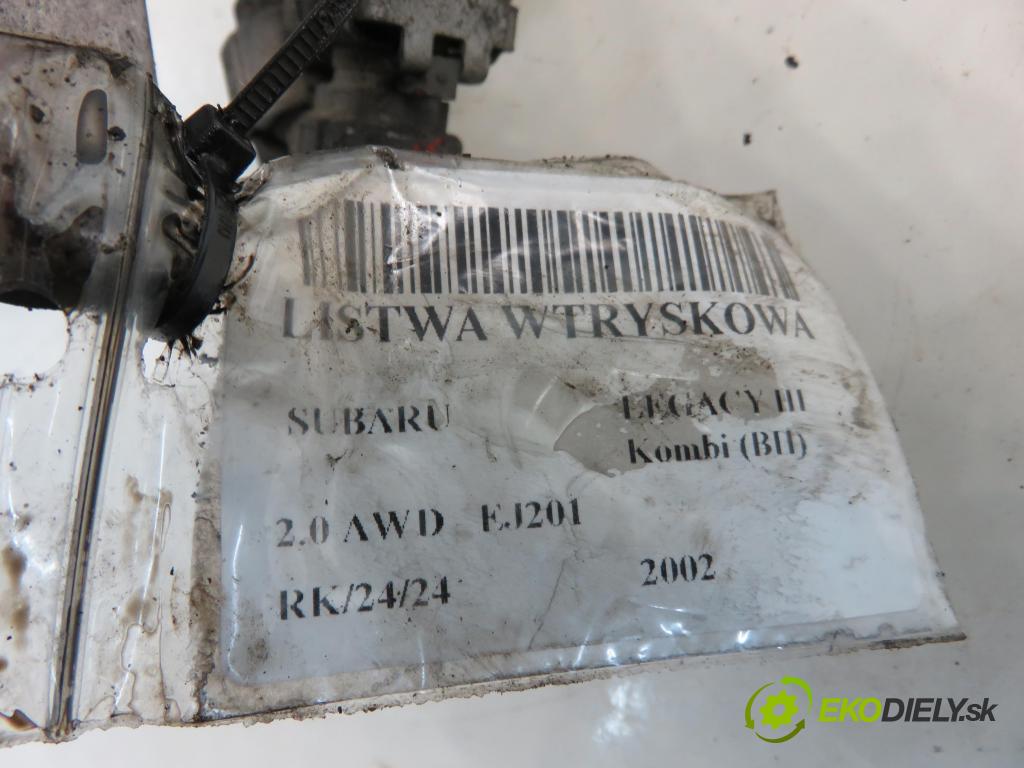 LISTWA WTRYSKOWA
SUBARU
LEGACY III
Kombi (BH)
2.0 AWD EJ201
RK/24/24
2002
EKODIELY.sk